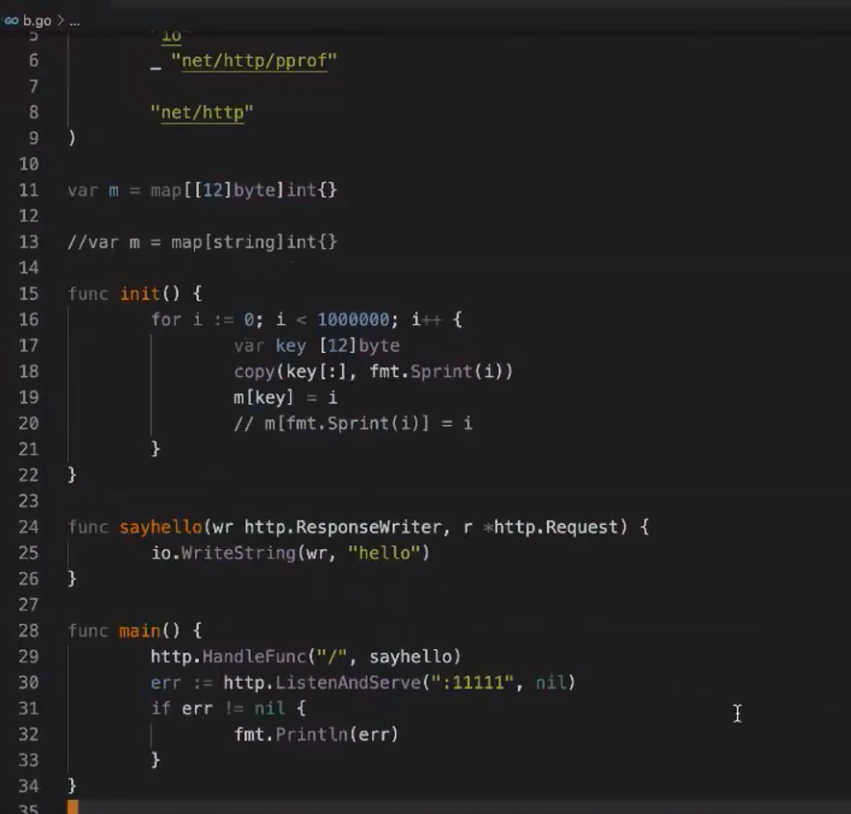 b.go > ...
5 "io"
6 _ "net/http/pprof"
7
8 "net/http"
9 )
10
11 var m = map[[12]byte]int{}
12
13 //var m = map[string]int{}
14
15 func init() {
16 for i := 0; i < 1000000; i++ {
17 var key [12]byte
18 copy(key[:], fmt.Sprint(i))
19 m[key] = i
20 // m[fmt.Sprint(i)] = i
21 }
22 }
23
24 func sayhello(wr http.ResponseWriter, r *http.Request) {
25 io.WriteString(wr, "hello")
26 }
27
28 func main() {
29 http.HandleFunc("/", sayhello)
30 err := http.ListenAndServe(":11111", nil)
31 if err != nil {
32 fmt.Println(err)
33 }
34 }
35